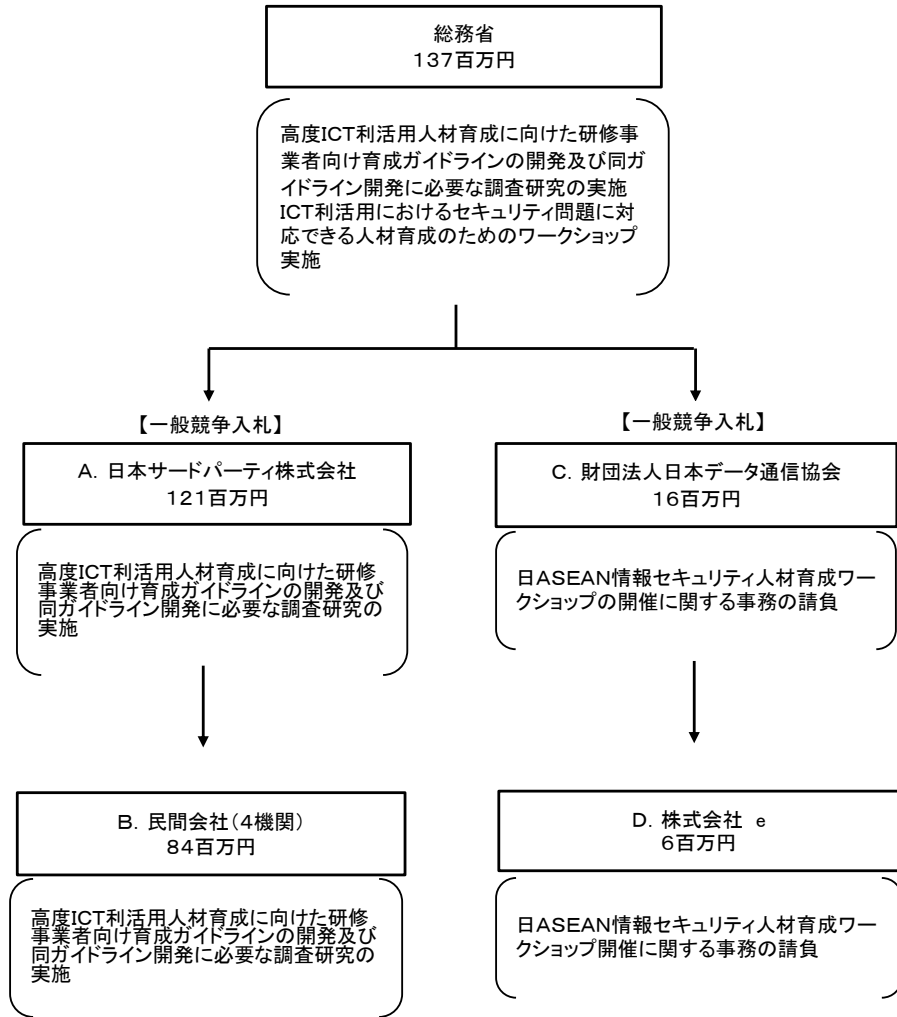 総務省
137百万円
高度ICT利活用人材育成に向けた研修事
業者向け育成ガイドラインの開発及び同ガ
イドライン開発に必要な調査研究の実施
ICT利活用におけるセキュリティ問題に対
応できる人材育成のためのワークショップ
実施
【一般競争入札】
A．日本サードパーティ株式会社
121百万円
高度ICT利活用人材育成に向けた研修
事業者向け育成ガイドラインの開発及び
同ガイドライン開発に必要な調査研究の
実施
B．民間会社（4機関）
84百万円
高度ICT利活用人材育成に向けた研修
事業者向け育成ガイドラインの開発及び
同ガイドライン開発に必要な調査研究の
実施
【一般競争入札】
C．財団法人日本データ通信協会
16百万円
日ASEAN情報セキュリティ人材育成ワー
クショップの開催に関する事務の請負
D．株式会社 e
6百万円
日ASEAN情報セキュリティ人材育成ワー
クショップ開催に関する事務の請負